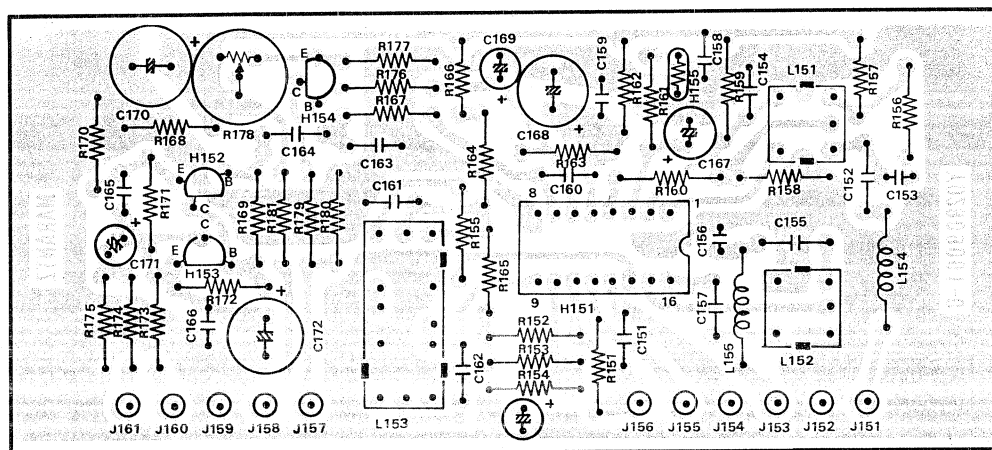 C169
C159
C158
R177
R176
R167
R166
R162
R161
H155
R159
C154
L151
R157
R156
E
C
B
H154
C170
R178
C168
C167
R170
R168
C164
C163
R164
R163
C160
R160
R158
C152
C153
H152
E
B
C
C165
R171
R169
R181
R179
R180
C161
8
1
R155
C156
C155
E
B
H153
C171
R165
L154
R172
9
H151
16
C157
R175
R174
R173
C166
C172
R152
R153
R154
R151
C151
L155
L152
C162
L153
J161
J160
J159
J158
J157
J156
J155
J154
J153
J152
J151